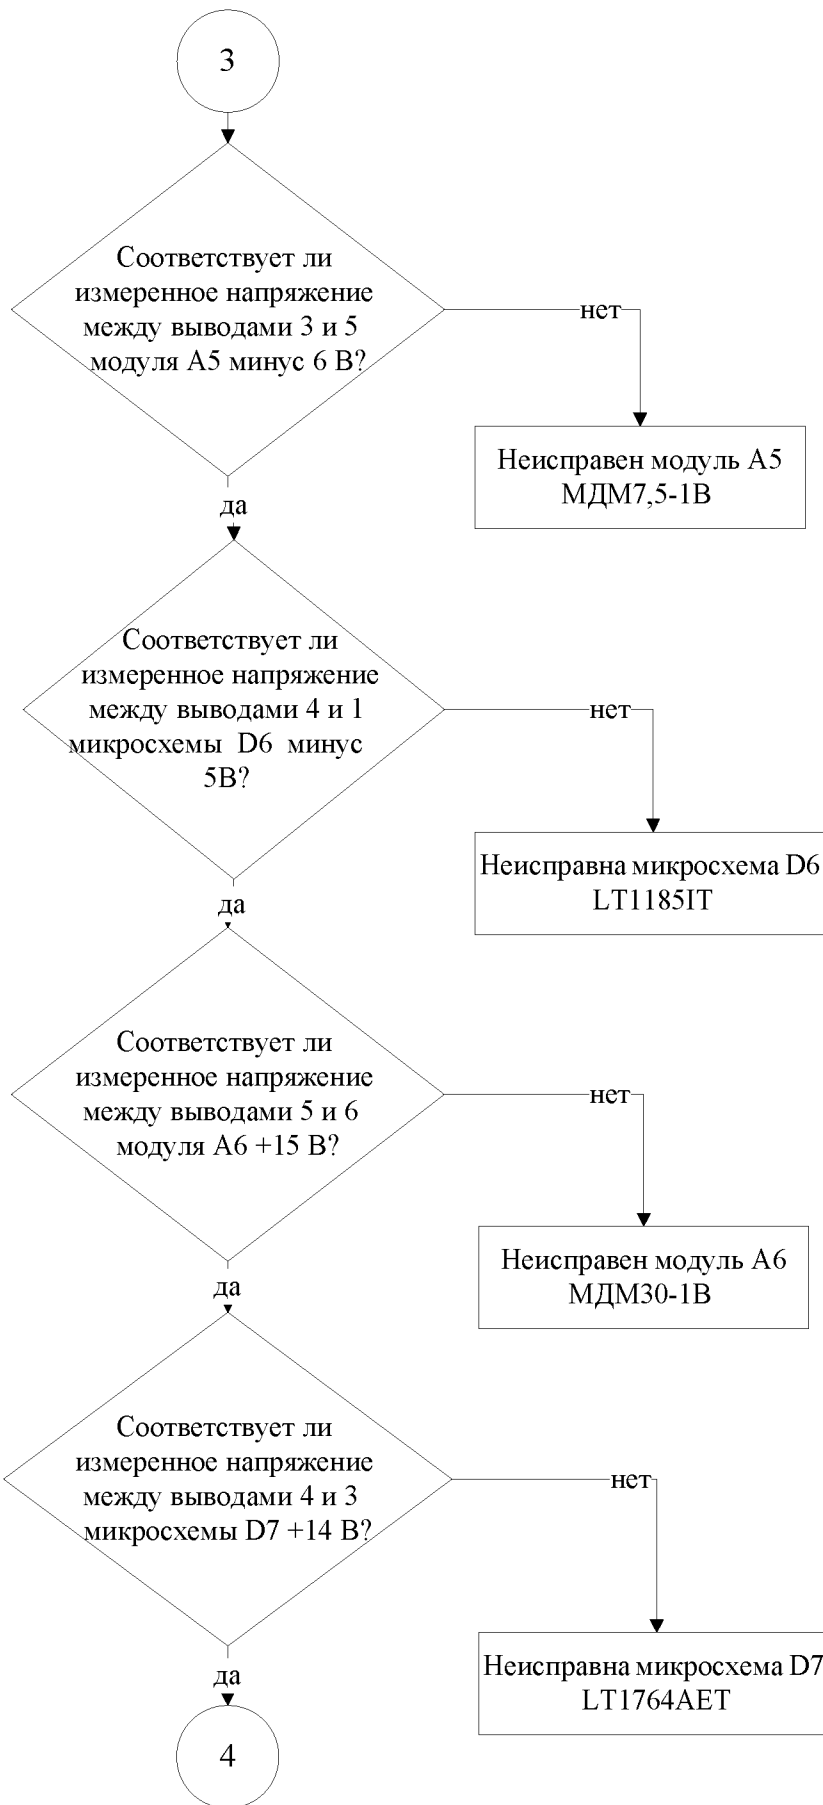 3
Соответствует ли
измеренное напряжение
между выводами 3 и 5
модуля А5 минус 6 В?
нет
Неисправен модуль А5
МДМ7,5-1В
да
Соответствует ли
измеренное напряжение
между выводами 4 и 1
микросхемы D6 минус
5В?
нет
Неисправна микросхема D6
LT1185IT
да
Соответствует ли
измеренное напряжение
между выводами 5 и 6
модуля А6 +15 В?
нет
Неисправен модуль А6
МДМ30-1В
да
Соответствует ли
измеренное напряжение
между выводами 4 и 3
микросхемы D7 +14 В?
нет
Неисправна микросхема D7
LT1764AET
да
4